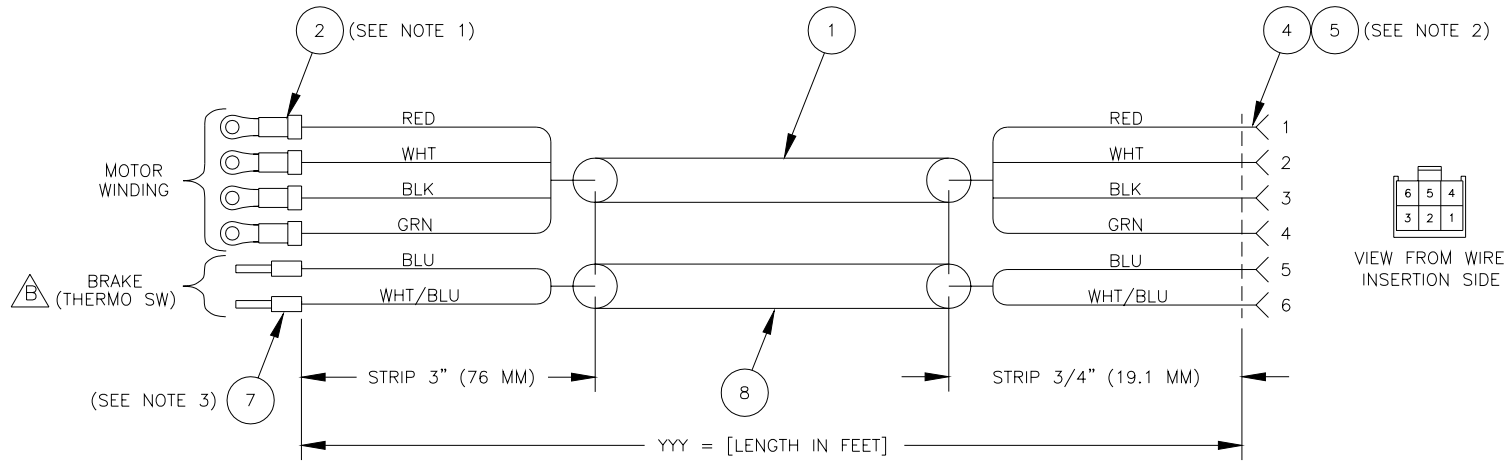 2 (SEE NOTE 1)
1
4 5 (SEE NOTE 2)
MOTOR
WINDING
RED
WHT
BLK
GRN
B BRAKE
(THERMO SW)
BLU
WHT/BLU
RED 1
WHT 2
BLK 3
GRN 4
BLU 5
WHT/BLU 6
6 5 4
3 2 1
VIEW FROM WIRE
INSERTION SIDE
STRIP 3" (76 MM)
STRIP 3/4" (19.1 MM)
(SEE NOTE 3) 7
8
YYY = [LENGTH IN FEET]